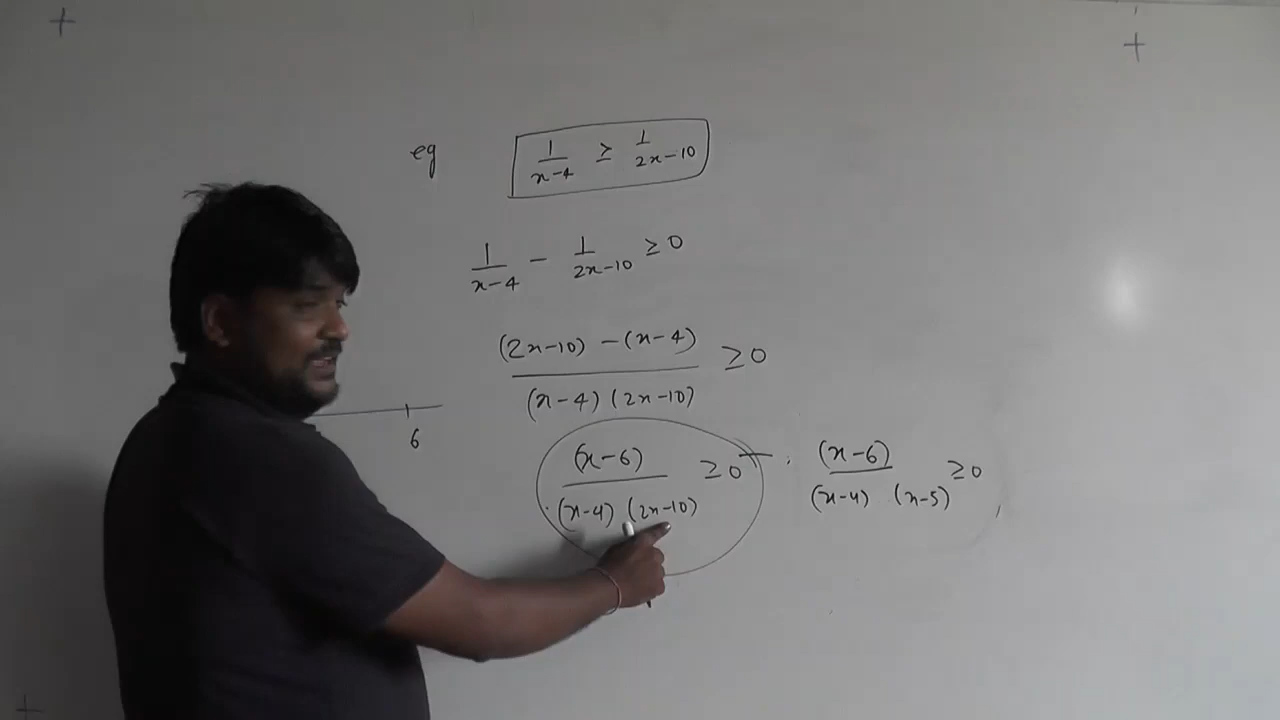 eg 1/(x-4) ≥ 1/(2x-10)
1/(x-4) - 1/(2x-10) ≥ 0
((2x-10) - (x-4))/((x-4)(2x-10)) ≥ 0
6
(x-6)/((x-4)(2x-10)) ≥ 0 (x-6)/((x-4)(x-5)) ≥ 0